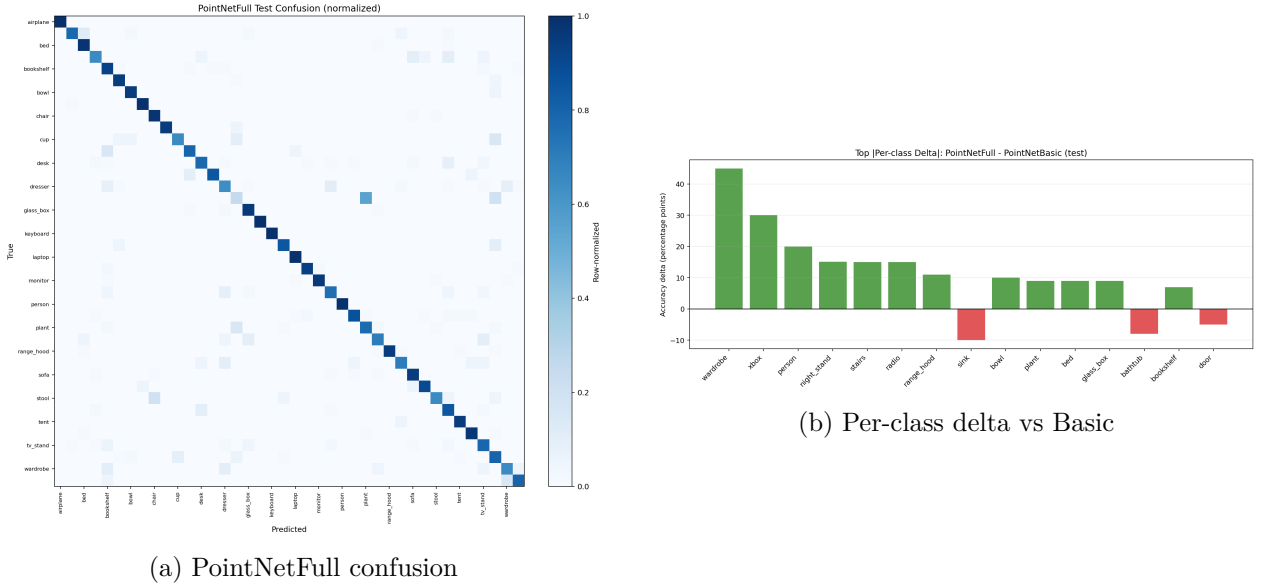 PointNetFull Test Confusion (normalized)
True
airplane
bed
bookshelf
bowl
chair
cup
desk
dresser
glass_box
keyboard
laptop
monitor
person
plant
range_hood
sofa
stool
tent
tv_stand
wardrobe
airplane
bed
bookshelf
bowl
chair
cup
desk
dresser
glass_box
keyboard
laptop
monitor
person
plant
range_hood
sofa
stool
tent
tv_stand
wardrobe
Predicted
1.0
0.8
0.6
0.4
0.2
0.0
Row-normalized
(a) PointNetFull confusion
Top |Per-class Delta|: PointNetFull - PointNetBasic (test)
Accuracy delta (percentage points)
40
30
20
10
0
−10
wardrobe
xbox
person
night_stand
stairs
radio
range_hood
sink
bowl
plant
bed
glass_box
bathtub
bookshelf
door
(b) Per-class delta vs Basic